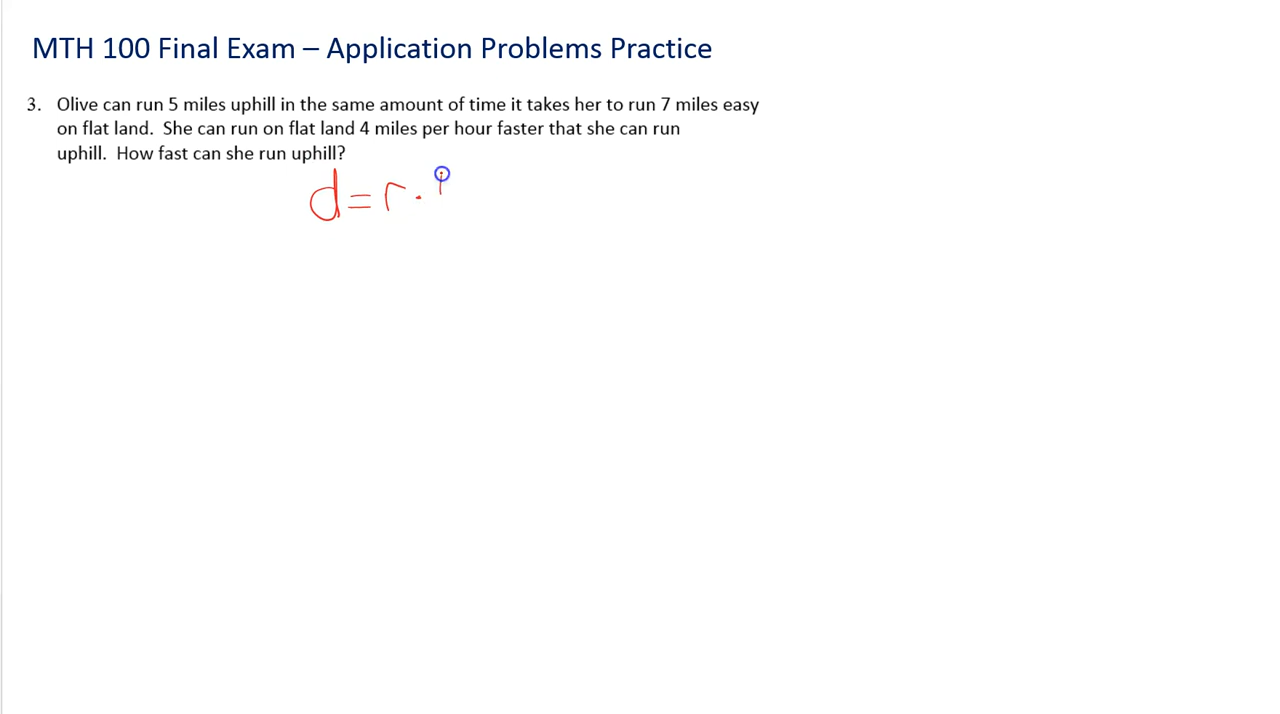 MTH 100 Final Exam – Application Problems Practice
3. Olive can run 5 miles uphill in the same amount of time it takes her to run 7 miles easy
on flat land. She can run on flat land 4 miles per hour faster that she can run
uphill. How fast can she run uphill?
d = r ·